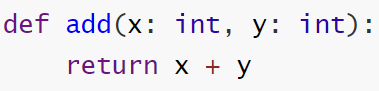 def add(x: int, y: int):
    return x + y